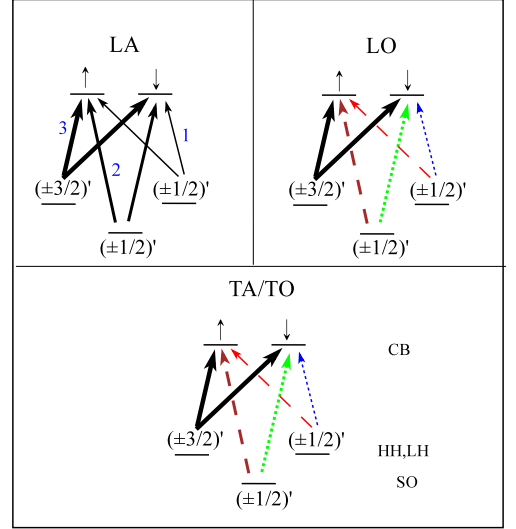 LA
↑ ↓
3 1
2
(±3/2)' (±1/2)'
(±1/2)'
LO
↑ ↓
(±3/2)' (±1/2)'
(±1/2)'
TA/TO
↑ ↓
CB
(±3/2)' (±1/2)'
HH,LH
SO
(±1/2)'